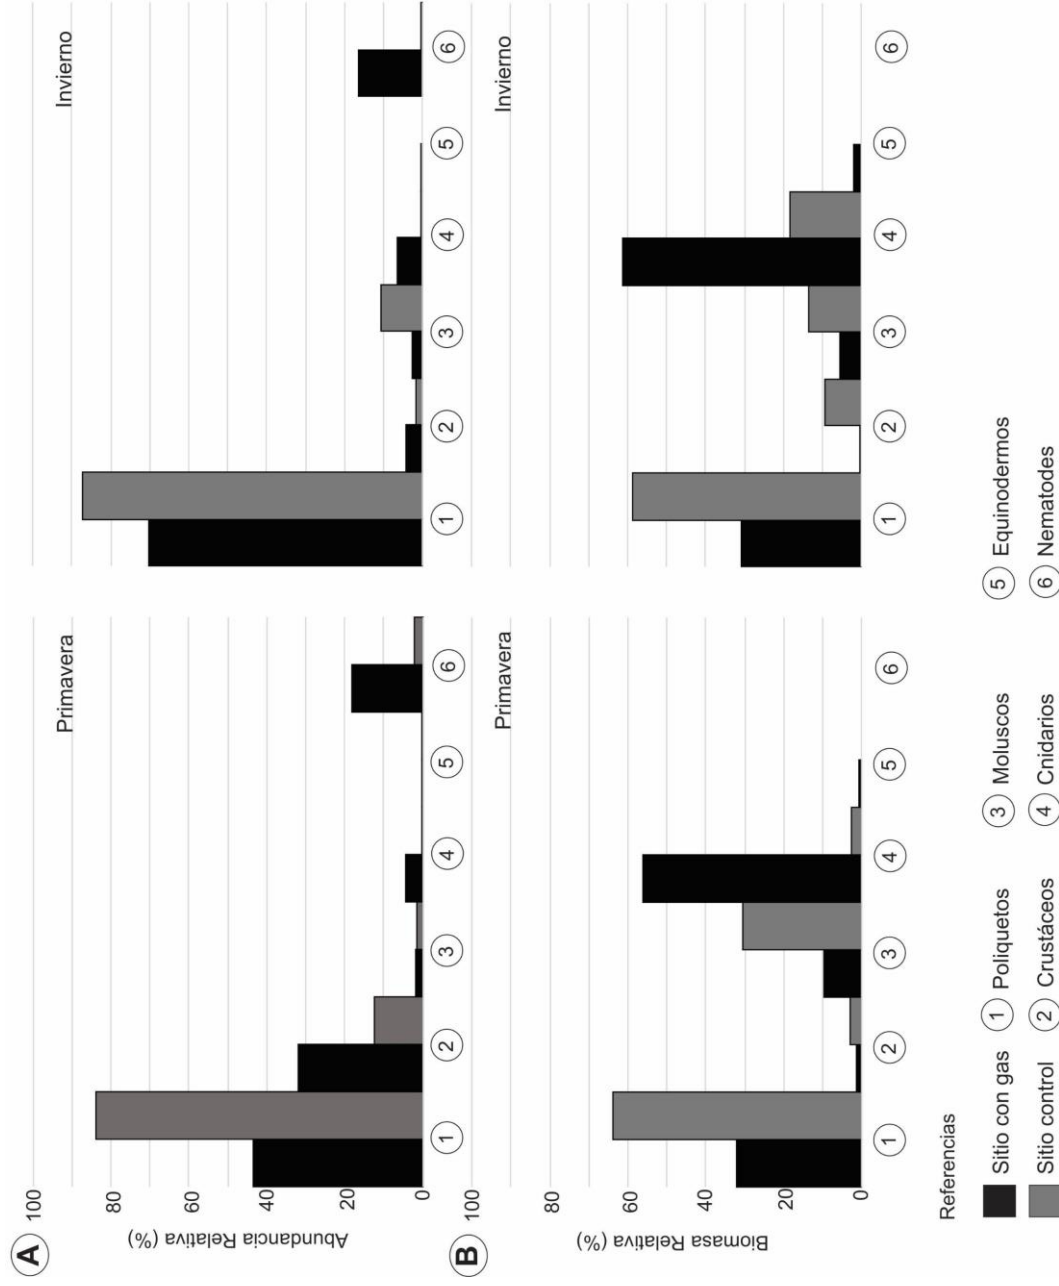 A
Primavera
Invierno
Abundancia Relativa (%)
100
80
60
40
20
0
1 2 3 4 5 6
1 2 3 4 5 6
B
Primavera
Invierno
Biomasa Relativa (%)
100
80
60
40
20
0
1 2 3 4 5 6
1 2 3 4 5 6
Referencias
Sitio con gas
Sitio control
1 Poliquetos
2 Crustáceos
3 Moluscos
4 Cnidarios
5 Equinodermos
6 Nematodes